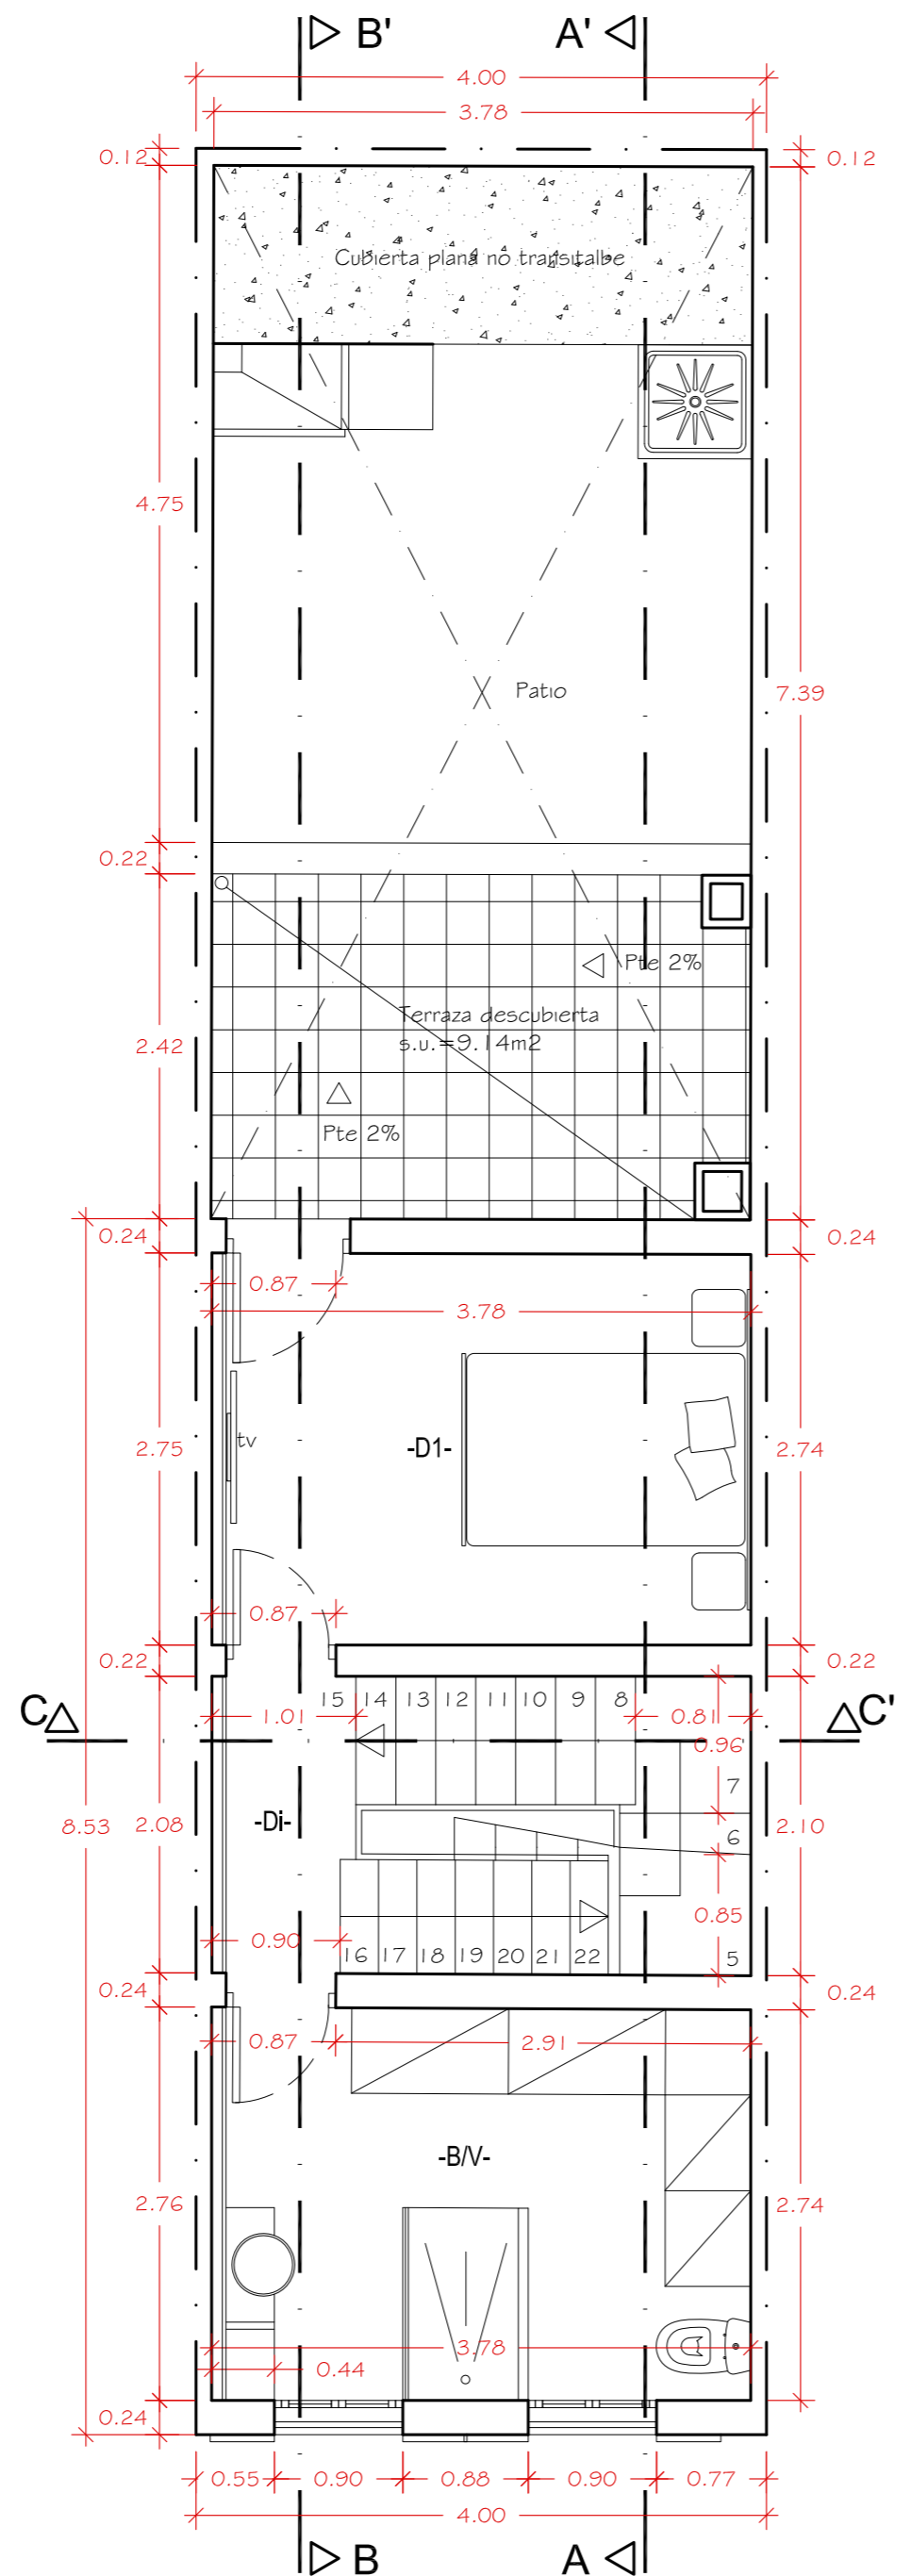 B'
A'
4.00
3.78
0.12
0.12
Cubierta plana no transitalbe
4.75
Patio
7.39
0.22
Pte 2%
Terraza descubierta
s.u.=9.14m2
2.42
Pte 2%
0.24
0.24
0.87
3.78
tv
-D1-
2.75
2.74
0.87
0.22
0.22
15 14 13 12 11 10 9 8
C
C'
1.01
0.81
0.96
7
-Di-
8.53
2.08
2.10
6
0.85
0.90
16 17 18 19 20 21 22
5
0.24
0.24
0.87
2.91
-B/V-
2.76
2.74
3.78
0.44
0.24
0.55
0.90
0.88
0.90
0.77
4.00
B
A